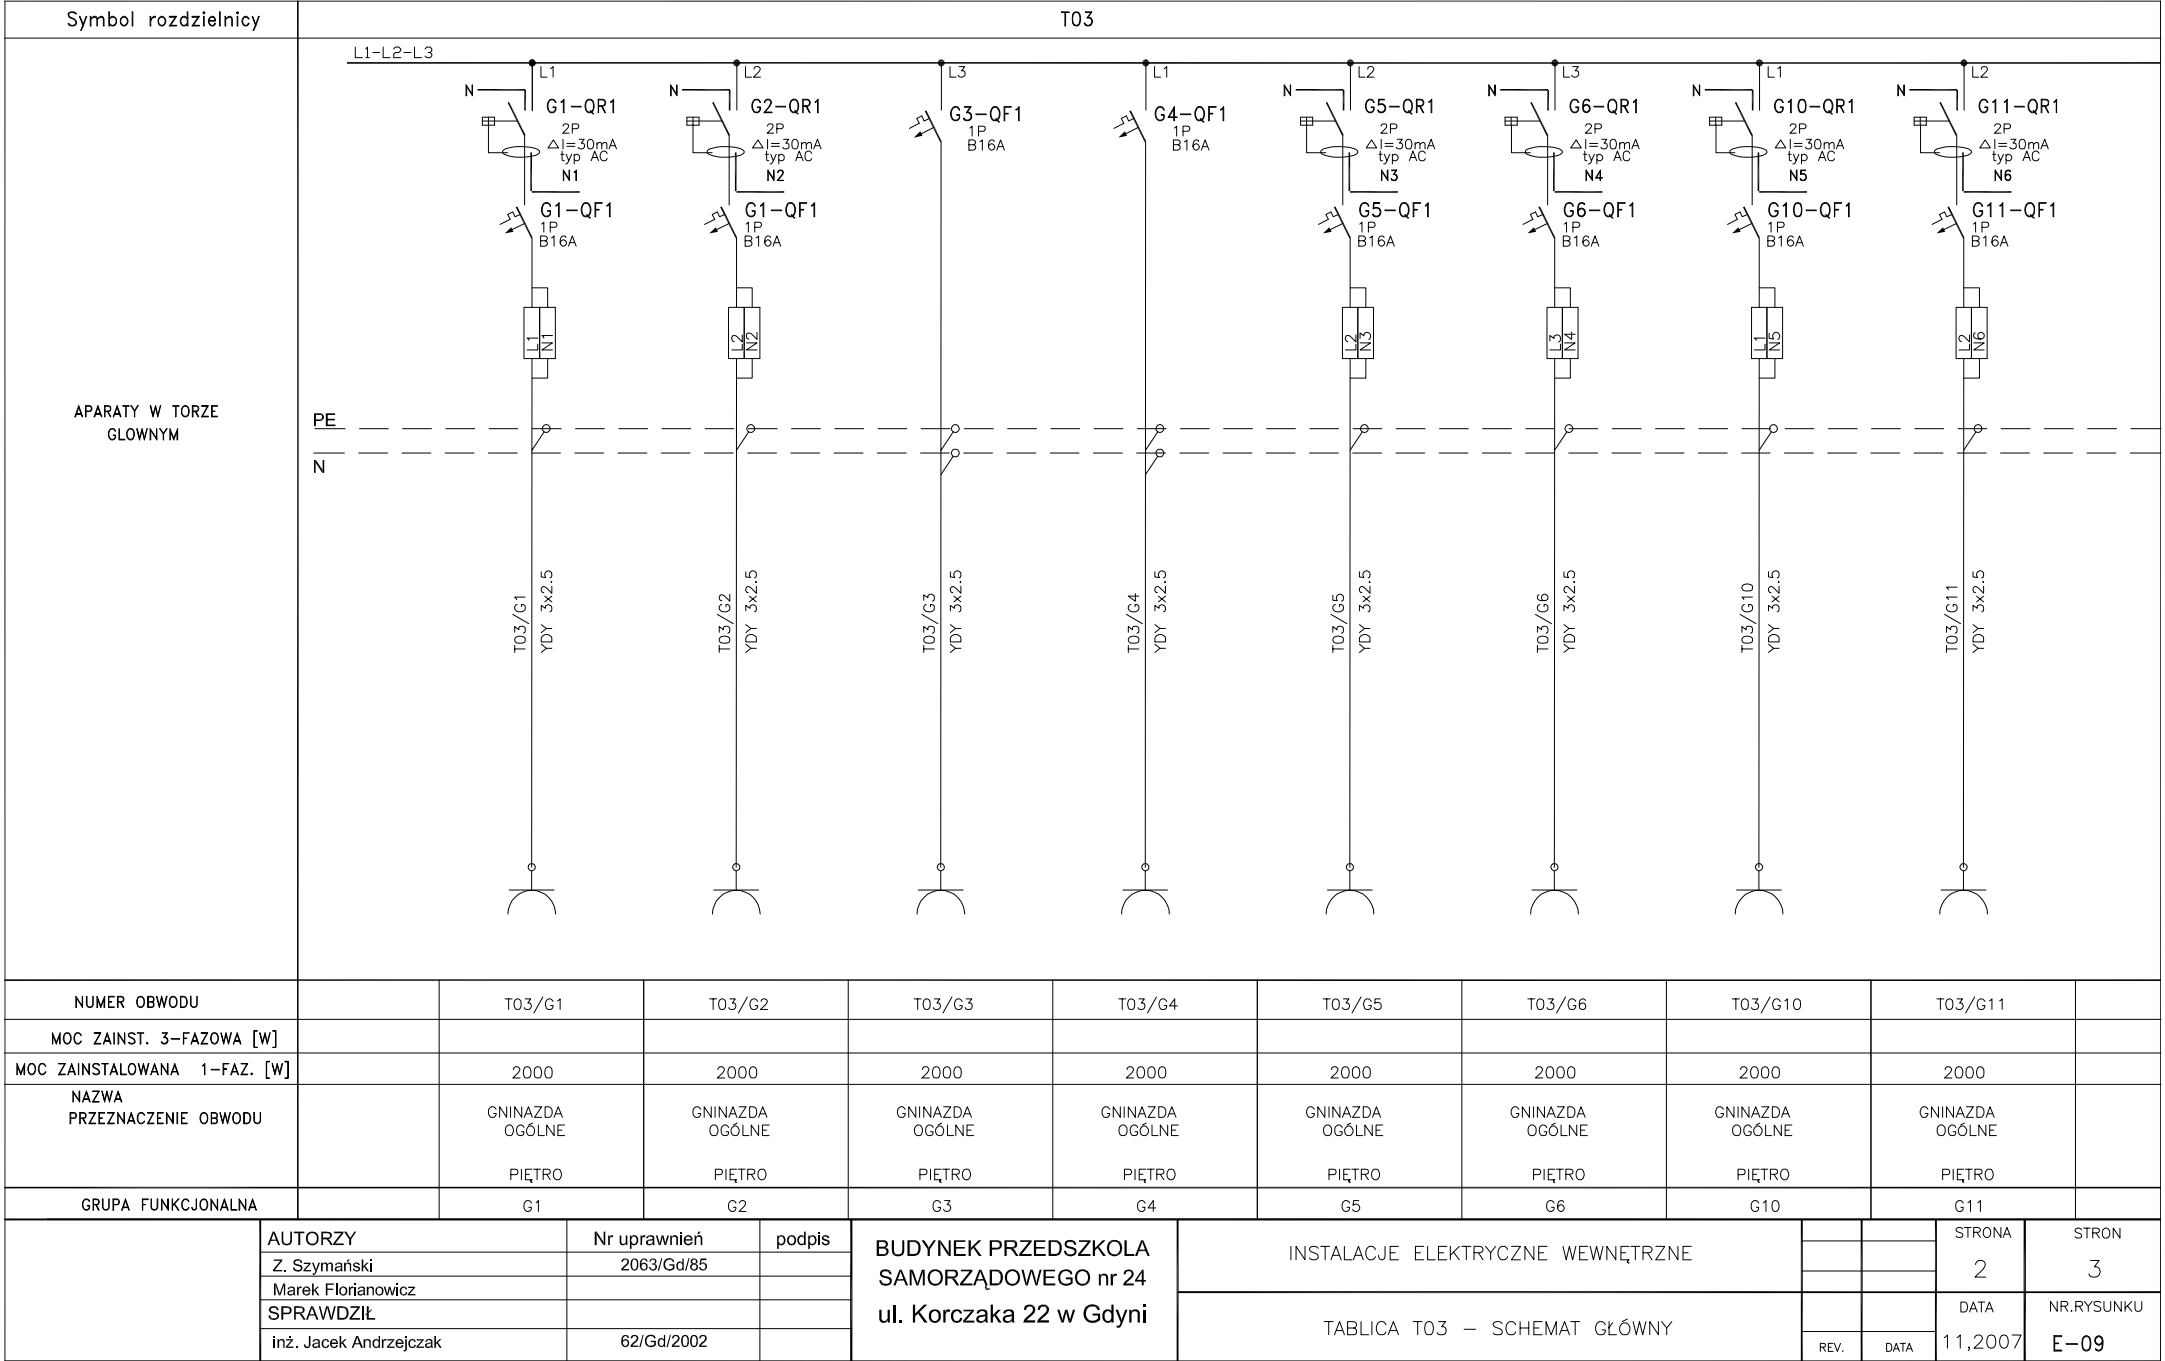 Symbol rozdzielnicy
T03
L1-L2-L3
L1 L2 L3 L1 L2 L3 L1 L2
N N N N N N
G1-QR1
2P
△I=30mA
typ AC
N1
G1-QF1
1P
B16A
L1
N1
G2-QR1
2P
△I=30mA
typ AC
N2
G1-QF1
1P
B16A
L2
N2
G3-QF1
1P
B16A
G4-QF1
1P
B16A
G5-QR1
2P
△I=30mA
typ AC
N3
G5-QF1
1P
B16A
L2
N3
G6-QR1
2P
△I=30mA
typ AC
N4
G6-QF1
1P
B16A
L3
N4
G10-QR1
2P
△I=30mA
typ AC
N5
G10-QF1
1P
B16A
L1
N5
G11-QR1
2P
△I=30mA
typ AC
N6
G11-QF1
1P
B16A
L2
N6
APARATY W TORZE
GLOWNYM
PE
N
T03/G1
YDY 3x2.5
T03/G2
YDY 3x2.5
T03/G3
YDY 3x2.5
T03/G4
YDY 3x2.5
T03/G5
YDY 3x2.5
T03/G6
YDY 3x2.5
T03/G10
YDY 3x2.5
T03/G11
YDY 3x2.5
NUMER OBWODU T03/G1 T03/G2 T03/G3 T03/G4 T03/G5 T03/G6 T03/G10 T03/G11
MOC ZAINST. 3-FAZOWA [W]
MOC ZAINSTALOWANA 1-FAZ. [W] 2000 2000 2000 2000 2000 2000 2000 2000
NAZWA
PRZEZNACZENIE OBWODU
GNINAZDA GNINAZDA GNINAZDA GNINAZDA GNINAZDA GNINAZDA GNINAZDA GNINAZDA
OGÓLNE OGÓLNE OGÓLNE OGÓLNE OGÓLNE OGÓLNE OGÓLNE OGÓLNE
PIĘTRO PIĘTRO PIĘTRO PIĘTRO PIĘTRO PIĘTRO PIĘTRO PIĘTRO
GRUPA FUNKCJONALNA G1 G2 G3 G4 G5 G6 G10 G11
AUTORZY Nr uprawnień podpis
Z. Szymański 2063/Gd/85
Marek Florianowicz
SPRAWDZIŁ
inż. Jacek Andrzejczak 62/Gd/2002
BUDYNEK PRZEDSZKOLA
SAMORZĄDOWEGO nr 24
ul. Korczaka 22 w Gdyni
INSTALACJE ELEKTRYCZNE WEWNĘTRZNE
TABLICA T03 - SCHEMAT GŁÓWNY
REV. DATA
STRONA
2
STRON
3
DATA
11,2007
NR.RYSUNKU
E-09